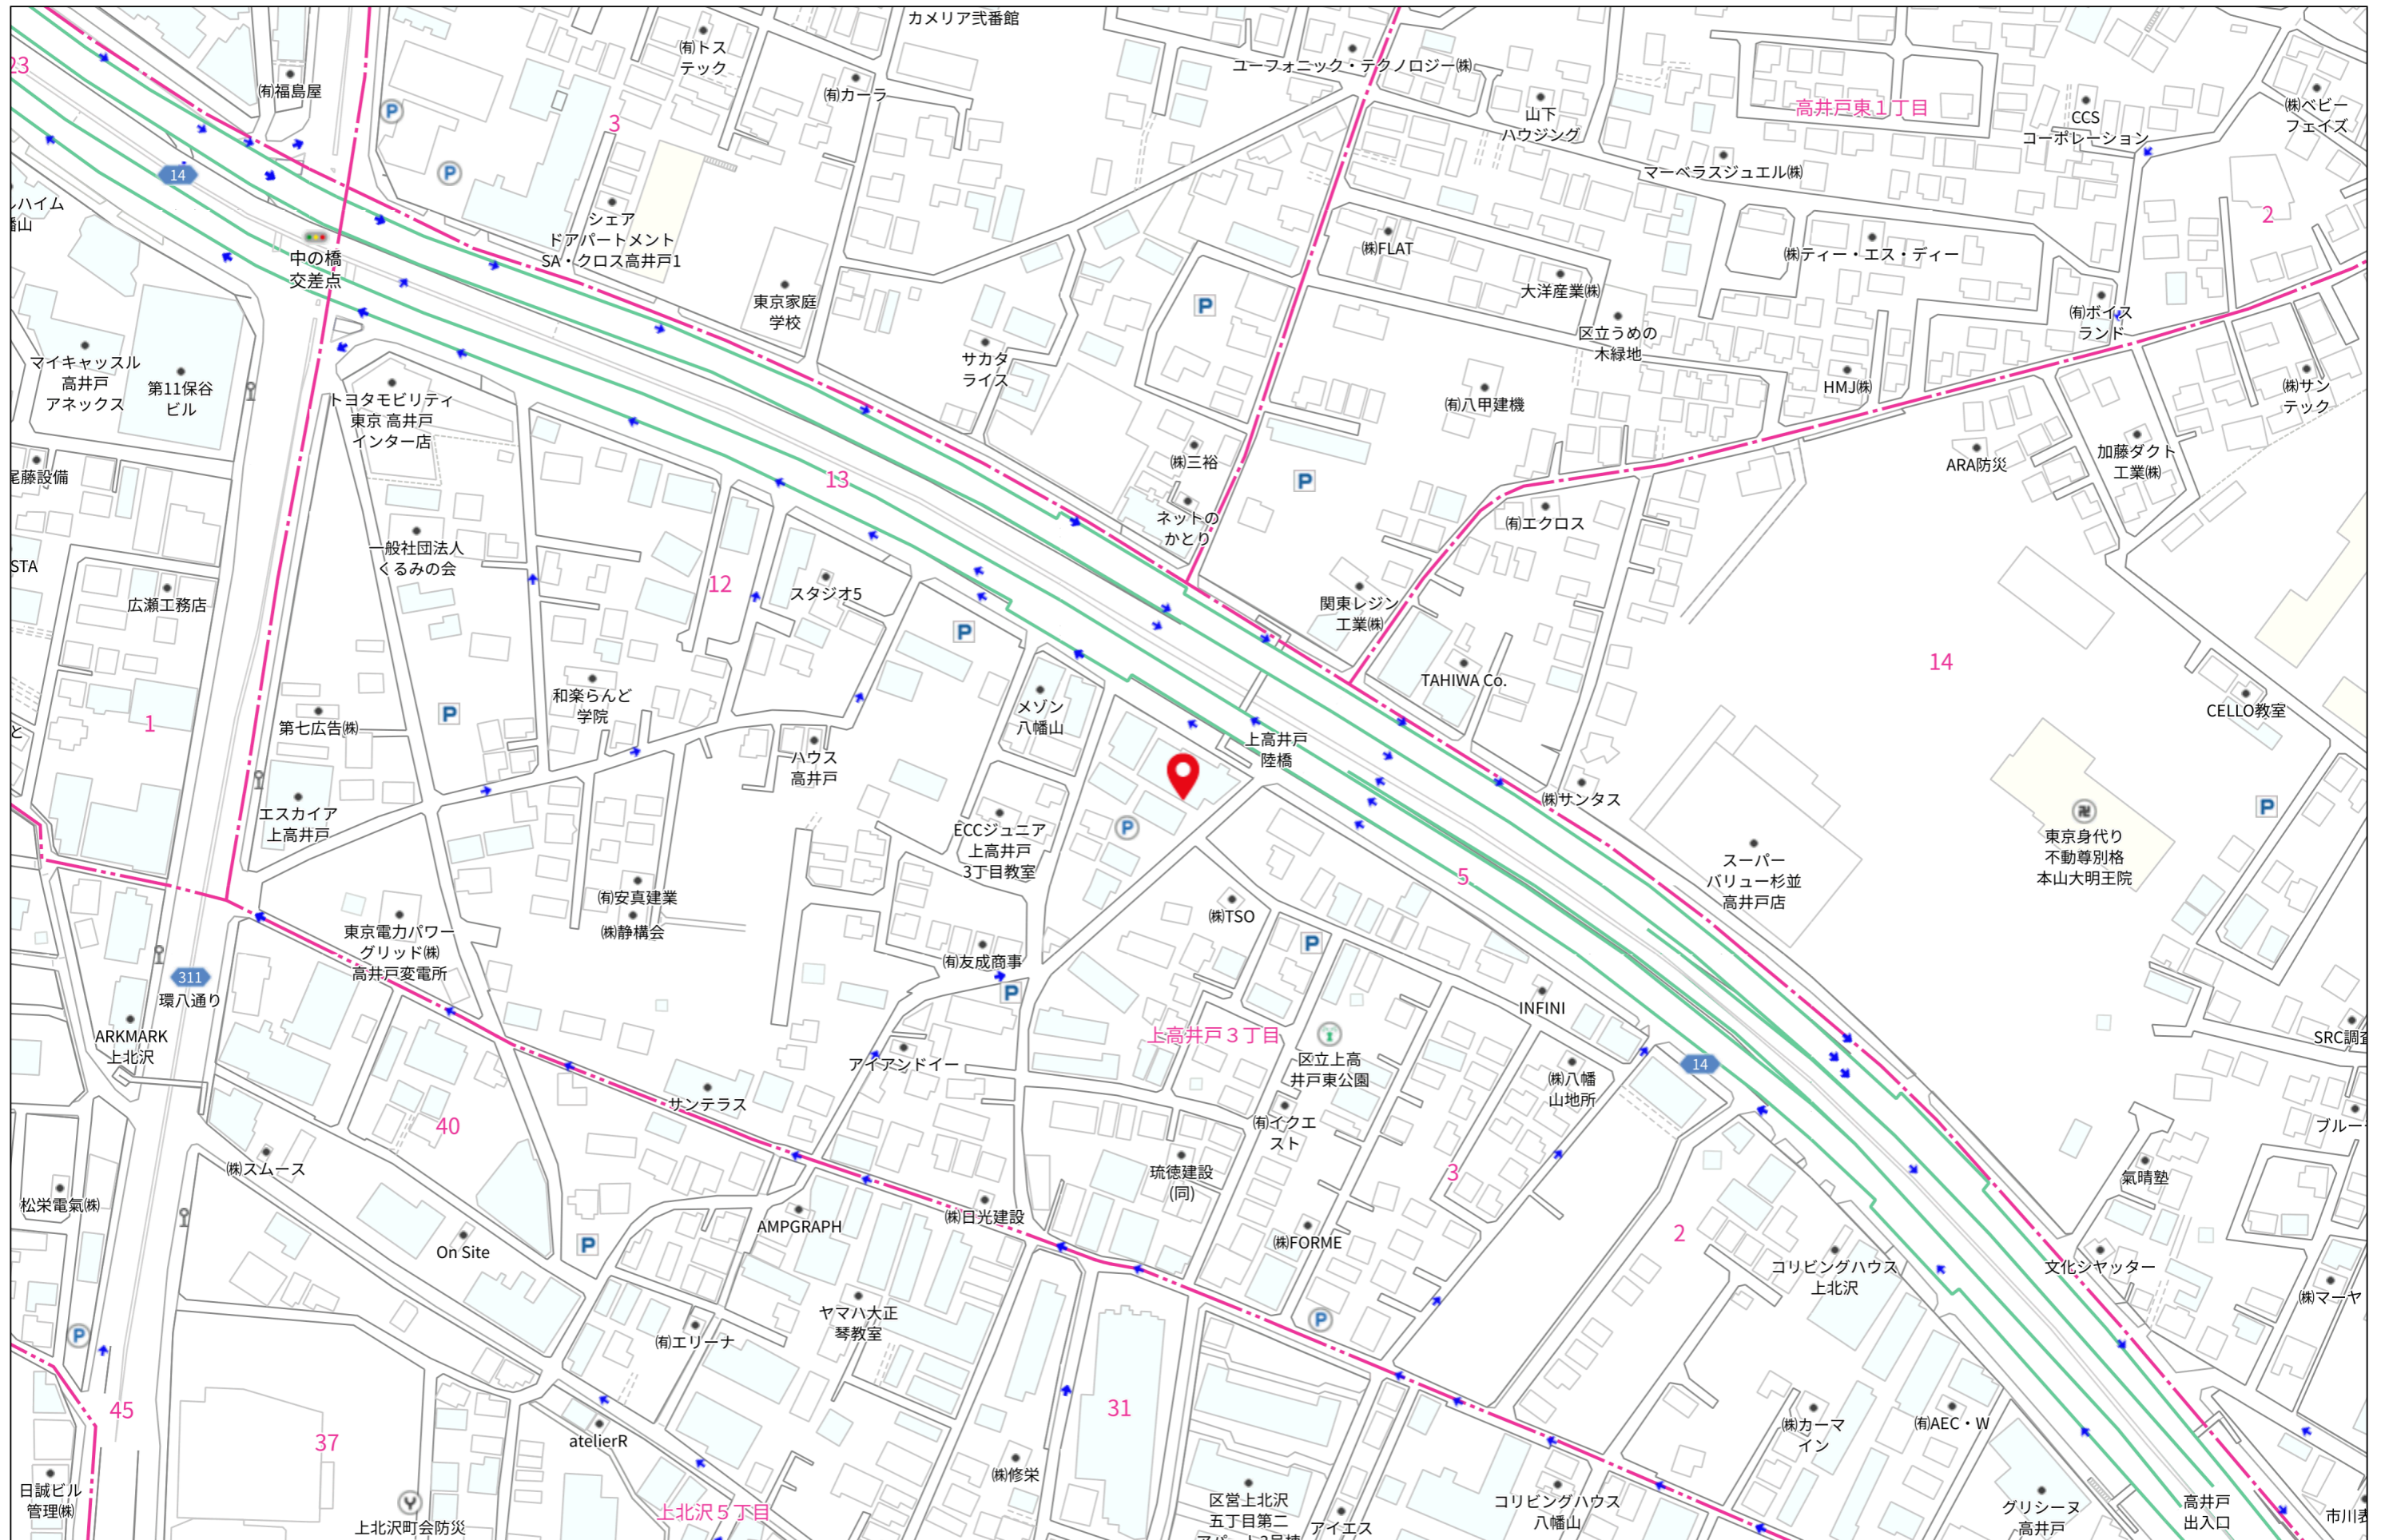 カメリア弐番館
㈲トス
テック
ユーフォニック・テクノロジー㈱
23
㈲福島屋
㈲カーラ
3
山下
ハウジング
高井戸東１丁目
CCS
コーポレーション
㈱ベビー
フェイズ
14
マーベラスジュエル㈱
シェア
ドアパートメント
SA・クロス高井戸1
2
㈱FLAT
㈱ティー・エス・ディー
中の橋
交差点
大洋産業㈱
東京家庭
学校
㈲ボイス
ランド
区立うめの
木緑地
マイキャッスル
高井戸
アネックス
第11保谷
ビル
サカタ
ライス
トヨタモビリティ
東京 高井戸
インター店
㈲八甲建機
HMJ㈱
㈱サン
テック
尾藤設備
13
㈱三裕
ARA防災
加藤ダクト
工業㈱
ネットの
かとり
㈲エクロス
一般社団法人
くるみの会
STA
広瀬工務店
12
スタジオ5
関東レジン
工業㈱
14
TAHIWA Co.
和楽らんど
学院
メゾン
八幡山
CELLO教室
1
第七広告㈱
と
ハウス
高井戸
上高井戸
陸橋
㈱サンタス
エスカイア
上高井戸
ECCジュニア
上高井戸
3丁目教室
スーパー
バリュー杉並
高井戸店
東京身代り
不動尊別格
本山大明王院
5
㈲安真建業
㈱静構会
㈱TSO
東京電力パワー
グリッド㈱
高井戸変電所
㈲友成商事
311
環八通り
INFINI
ARKMARK
上北沢
上高井戸３丁目
アイアンドイー
区立上高
井戸東公園
14
SRC調査
サンテラス
㈱八幡
山地所
40
㈲イクエ
スト
ブルー
㈱スムース
琉徳建設
(同)
3
氣晴塾
松栄電氣㈱
AMPGRAPH
㈱日光建設
2
On Site
㈱FORME
コリビングハウス
上北沢
文化シヤッター
㈱マーヤ
ヤマハ大正
琴教室
㈲エリーナ
45
31
㈱カーマ
イン
㈲AEC・W
37
atelierR
㈱修栄
日誠ビル
管理㈱
上北沢５丁目
区営上北沢
五丁目第二
アイエス
コリビングハウス
八幡山
グリシーヌ
高井戸
高井戸
出入口
上北沢町会防災